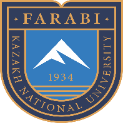 · FARABI ·
KAZAKH NATIONAL UNIVERSITY
1934